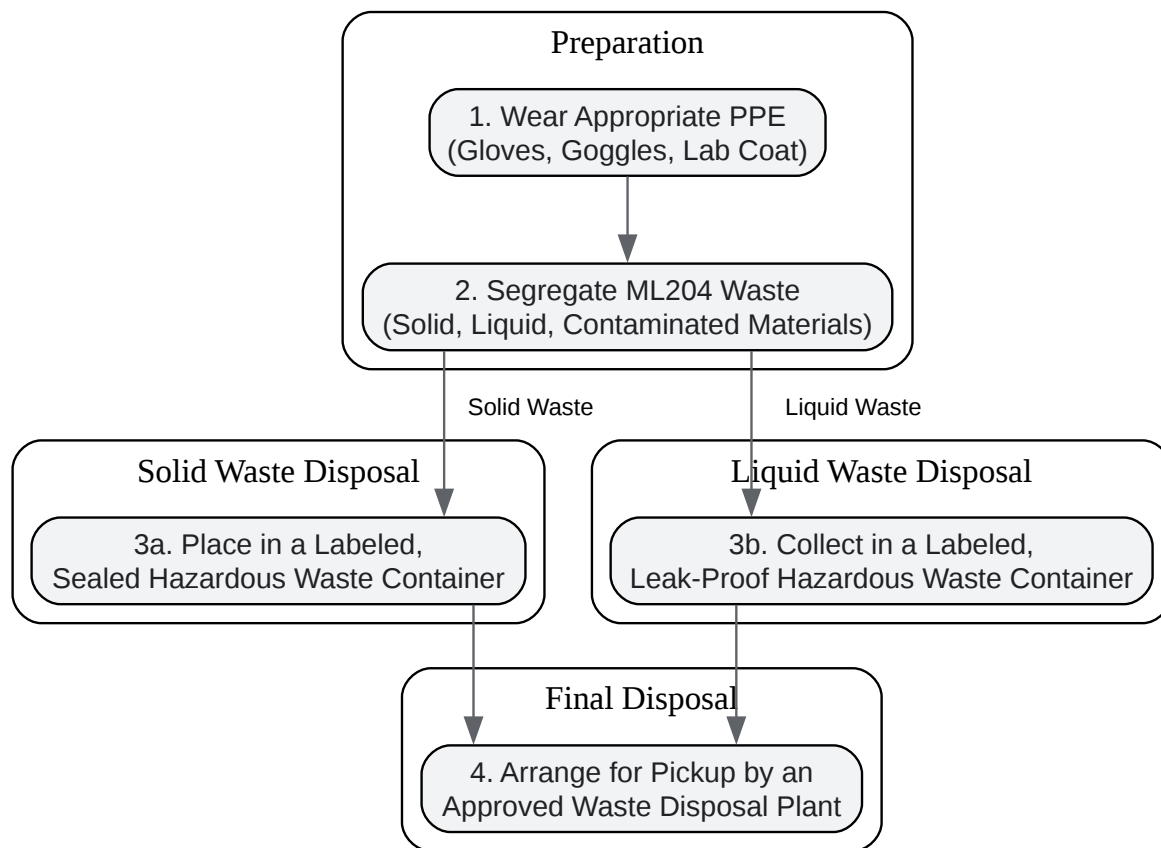 Preparation
1. Wear Appropriate PPE
(Gloves, Goggles, Lab Coat)
2. Segregate ML204 Waste
(Solid, Liquid, Contaminated Materials)
Solid Waste
Liquid Waste
Solid Waste Disposal
3a. Place in a Labeled,
Sealed Hazardous Waste Container
Liquid Waste Disposal
3b. Collect in a Labeled,
Leak-Proof Hazardous Waste Container
Final Disposal
4. Arrange for Pickup by an
Approved Waste Disposal Plant